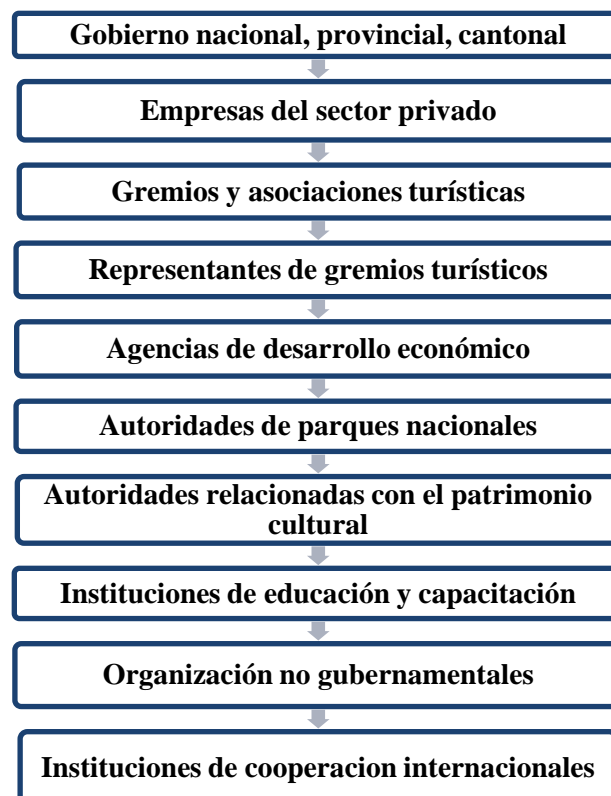 Gobierno nacional, provincial, cantonal
Empresas del sector privado
Gremios y asociaciones turísticas
Representantes de gremios turísticos
Agencias de desarrollo económico
Autoridades de parques nacionales
Autoridades relacionadas con el patrimonio
cultural
Instituciones de educación y capacitación
Organización no gubernamentales
Instituciones de cooperacion internacionales